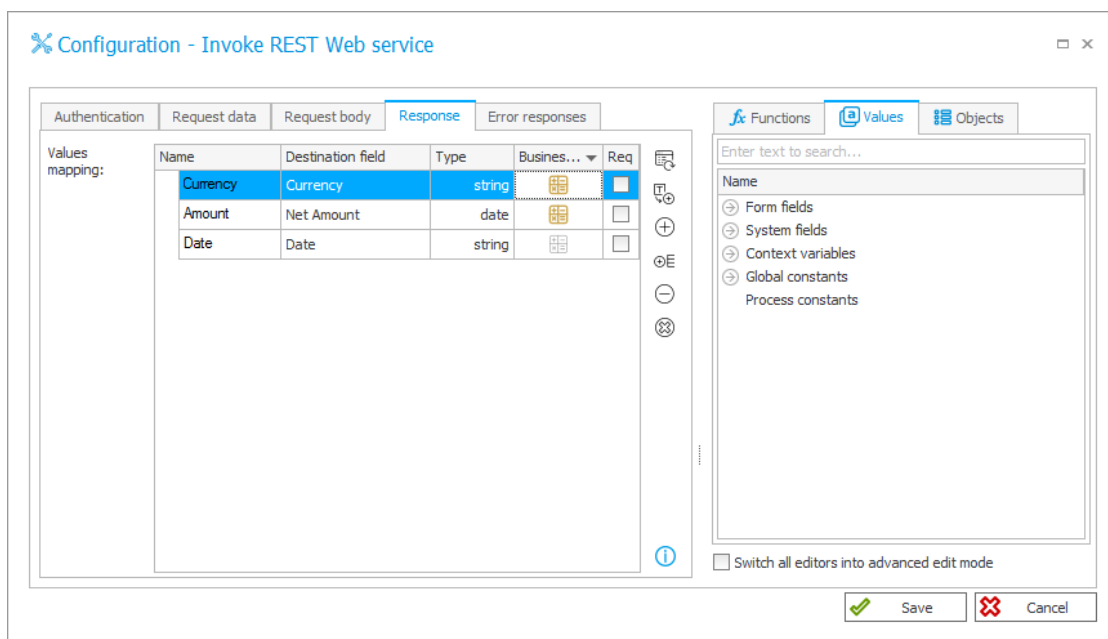 Configuration - Invoke REST Web service
Authentication Request data Request body Response Error responses
Values mapping:
Name Destination field Type Busines... Req
Currency Currency string
Amount Net Amount date
Date Date string
fx Functions Values Objects
Enter text to search...
Name
Form fields
System fields
Context variables
Global constants
Process constants
Switch all editors into advanced edit mode
Save Cancel